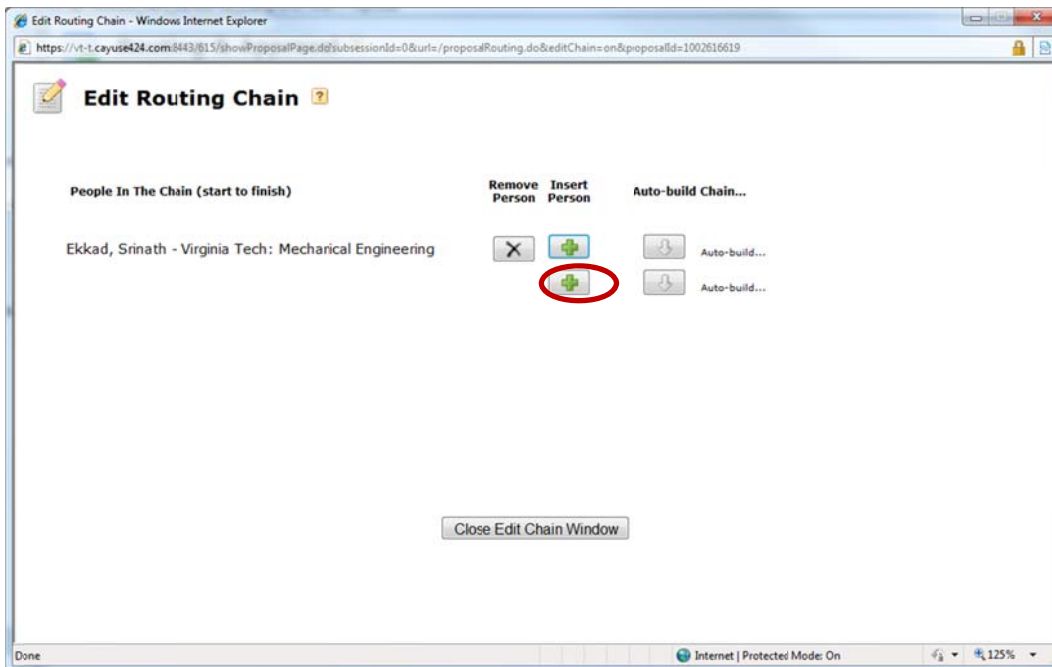 Edit Routing Chain - Windows Internet Explorer
https://vt-t.cayuse424.com:8443/615/showProposalPage.do?subsessionId=0&url=/proposalRouting.do&editChain=on&proposalId=1002616619
Edit Routing Chain ?
People In The Chain (start to finish) Remove Person Insert Person Auto-build Chain...
Ekkad, Srinath - Virginia Tech: Mechanical Engineering Auto-build...
Auto-build...
Close Edit Chain Window
Done Internet | Protected Mode: On 125%